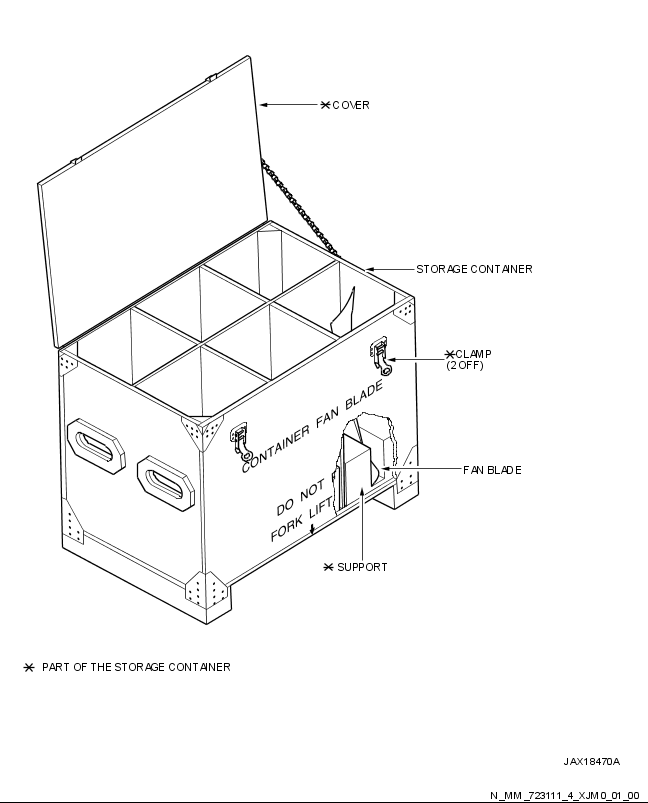 ✳ COVER
STORAGE CONTAINER
✳ CLAMP
(2 OFF)
CONTAINER FAN BLADE
FAN BLADE
DO NOT
FORK LIFT
✳ SUPPORT
✳ PART OF THE STORAGE CONTAINER
JAX18470A
N_MM_723111_4_XJM0_01_00